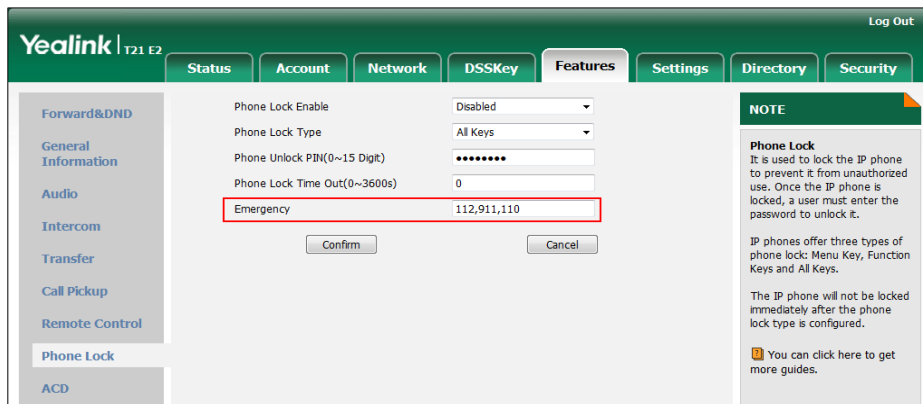 Log Out
Yealink | T21 E2
Status Account Network DSSKey Features Settings Directory Security
Forward&DND
General
Information
Audio
Intercom
Transfer
Call Pickup
Remote Control
Phone Lock
ACD
Phone Lock Enable Disabled
Phone Lock Type All Keys
Phone Unlock PIN(0~15 Digit) ••••••••
Phone Lock Time Out(0~3600s) 0
Emergency 112,911,110
Confirm Cancel
NOTE
Phone Lock
It is used to lock the IP phone
to prevent it from unauthorized
use. Once the IP phone is
locked, a user must enter the
password to unlock it.
IP phones offer three types of
phone lock: Menu Key, Function
Keys and All Keys.
The IP phone will not be locked
immediately after the phone
lock type is configured.
You can click here to get
more guides.